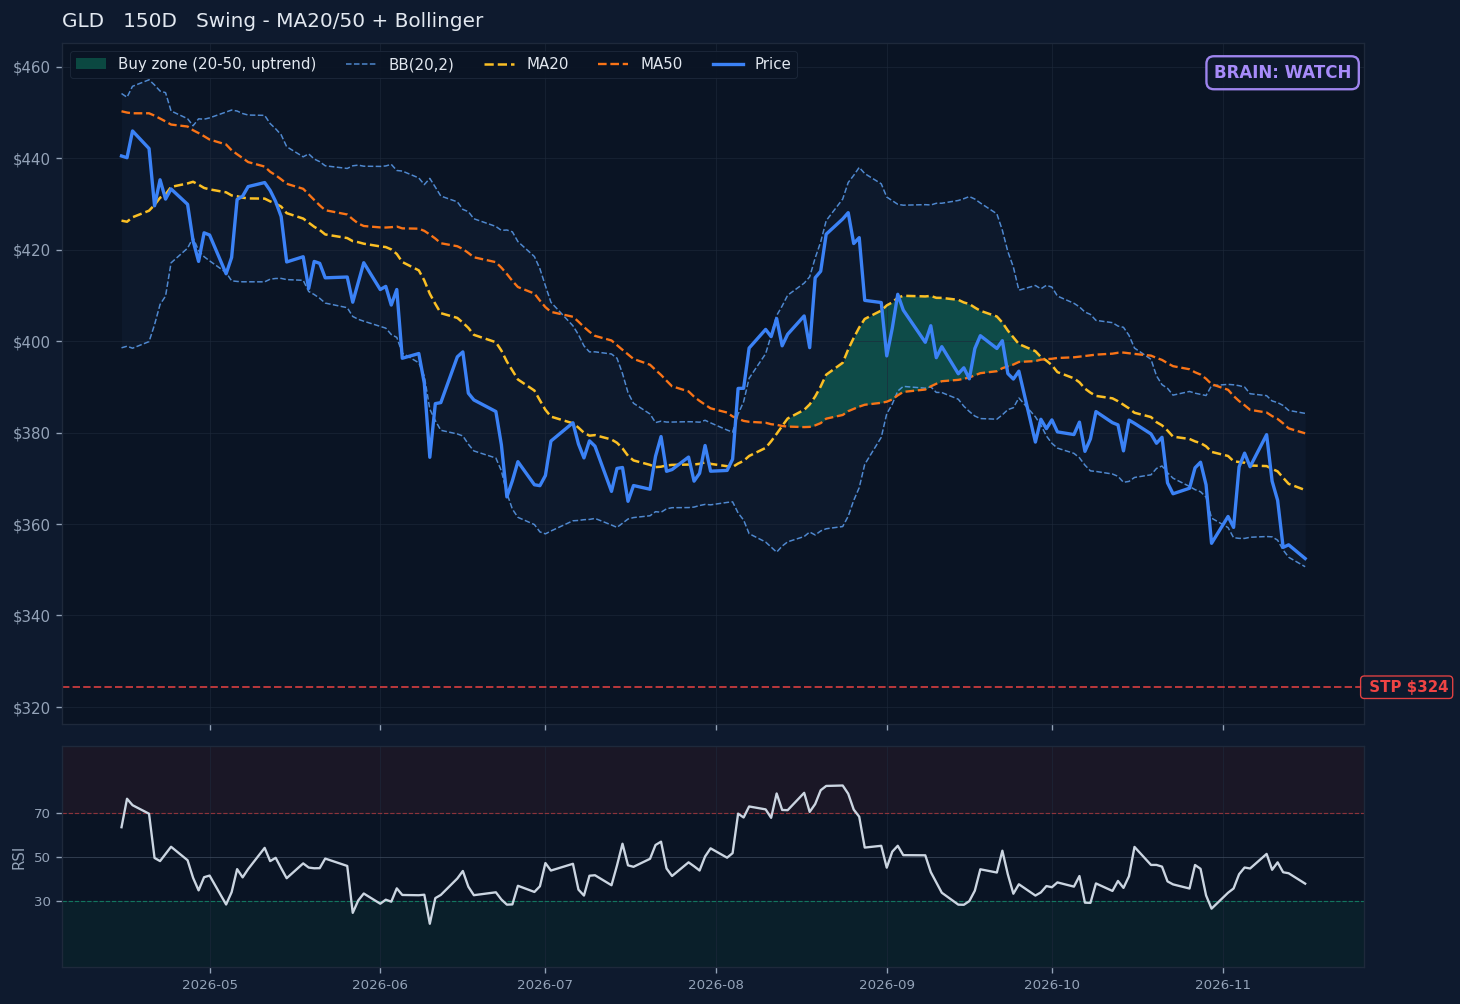 GLD 150D Swing - MA20/50 + Bollinger
Buy zone (20-50, uptrend) BB(20,2) MA20 MA50 Price
BRAIN: WATCH
$460
$440
$420
$400
$380
$360
$340
$320
STP $324
RSI
70
50
30
2026-05 2026-06 2026-07 2026-08 2026-09 2026-10 2026-11